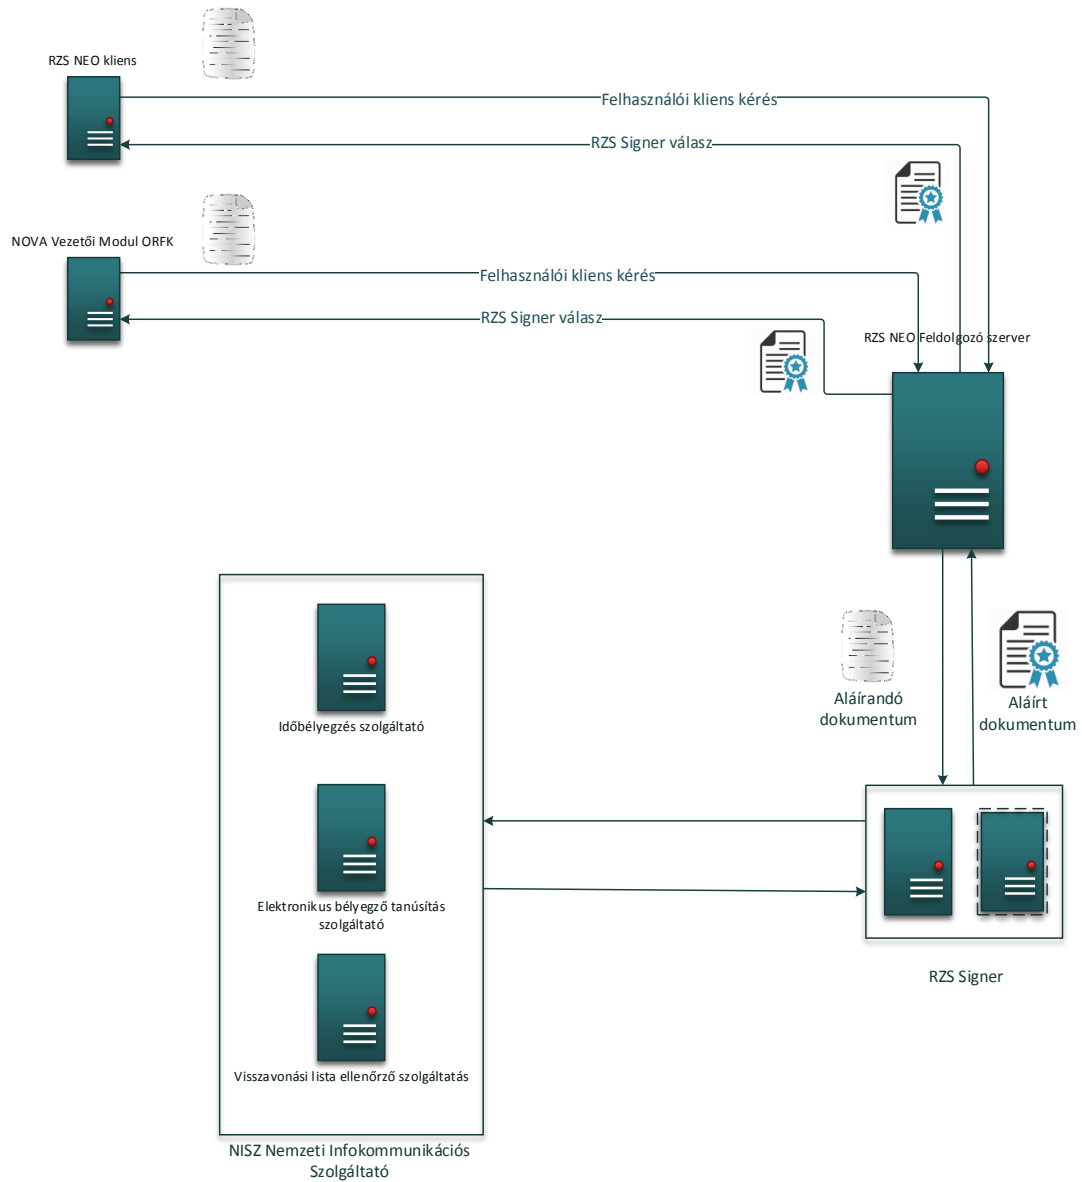 RZS NEO kliens
Felhasználói kliens kérés
RZS Signer válasz
NOVA Vezetői Modul ORFK
Felhasználói kliens kérés
RZS Signer válasz
RZS NEO Feldolgozó szerver
Aláírandó
dokumentum
Aláírt
dokumentum
Időbélyegzés szolgáltató
Elektronikus bélyegző tanúsítás
szolgáltató
Visszavonási lista ellenőrző szolgáltatás
RZS Signer
NISZ Nemzeti Infokommunikációs
Szolgáltató